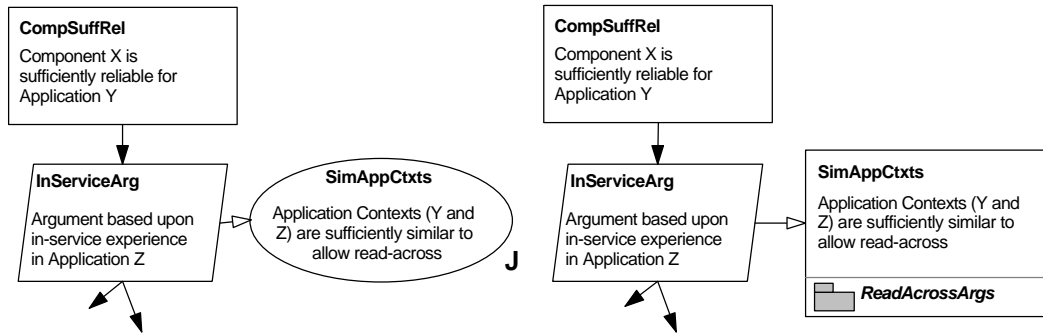 CompSuffRel
Component X is
sufficiently reliable for
Application Y
InServiceArg
Argument based upon
in-service experience
in Application Z
SimAppCtxts
Application Contexts (Y and
Z) are sufficiently similar to
allow read-across
J
CompSuffRel
Component X is
sufficiently reliable for
Application Y
InServiceArg
Argument based upon
in-service experience
in Application Z
SimAppCtxts
Application Contexts (Y and
Z) are sufficiently similar to
allow read-across
ReadAcrossArgs